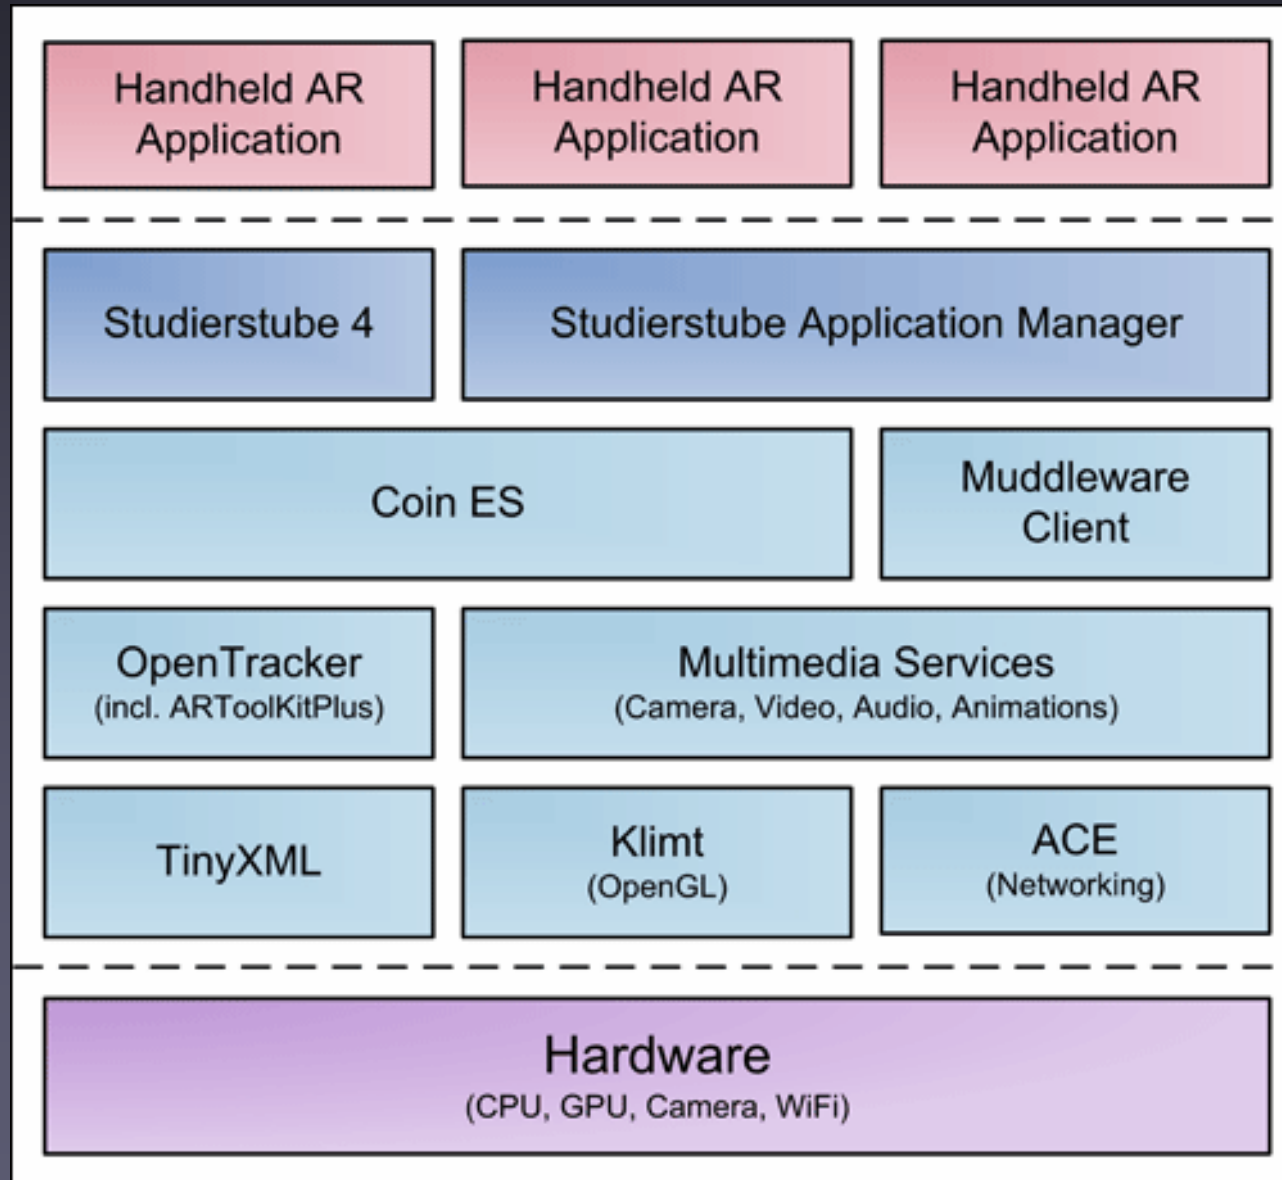 Handheld AR
Application
Handheld AR
Application
Handheld AR
Application
Studierstube 4
Studierstube Application Manager
Coin ES
Muddleware
Client
OpenTracker
(incl. ARToolKitPlus)
Multimedia Services
(Camera, Video, Audio, Animations)
TinyXML
Klimt
(OpenGL)
ACE
(Networking)
Hardware
(CPU, GPU, Camera, WiFi)